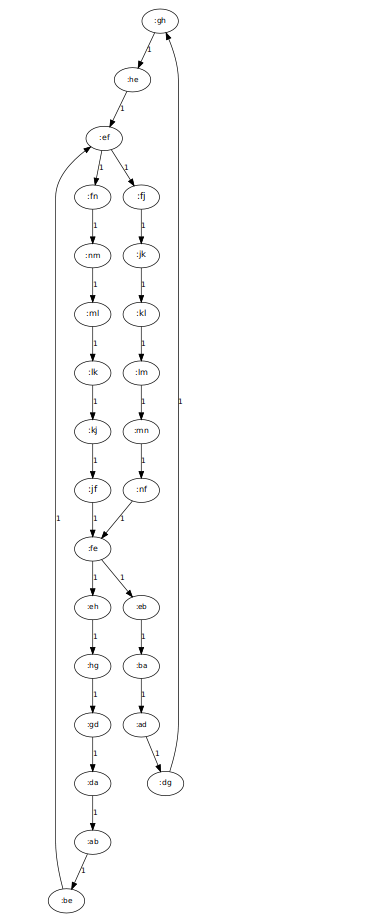 :gh
1
:he
1
:ef
1 1
:fn :fj
1 1
:nm :jk
1 1
:ml :kl
1 1
:lk :lm
1 1 1
:kj :mn
1 1
:jf :nf
1 1 1
:fe
1 1
:eh :eb
1 1
:hg :ba
1 1
:gd :ad
1 1
:da :dg
1
:ab
1
:be